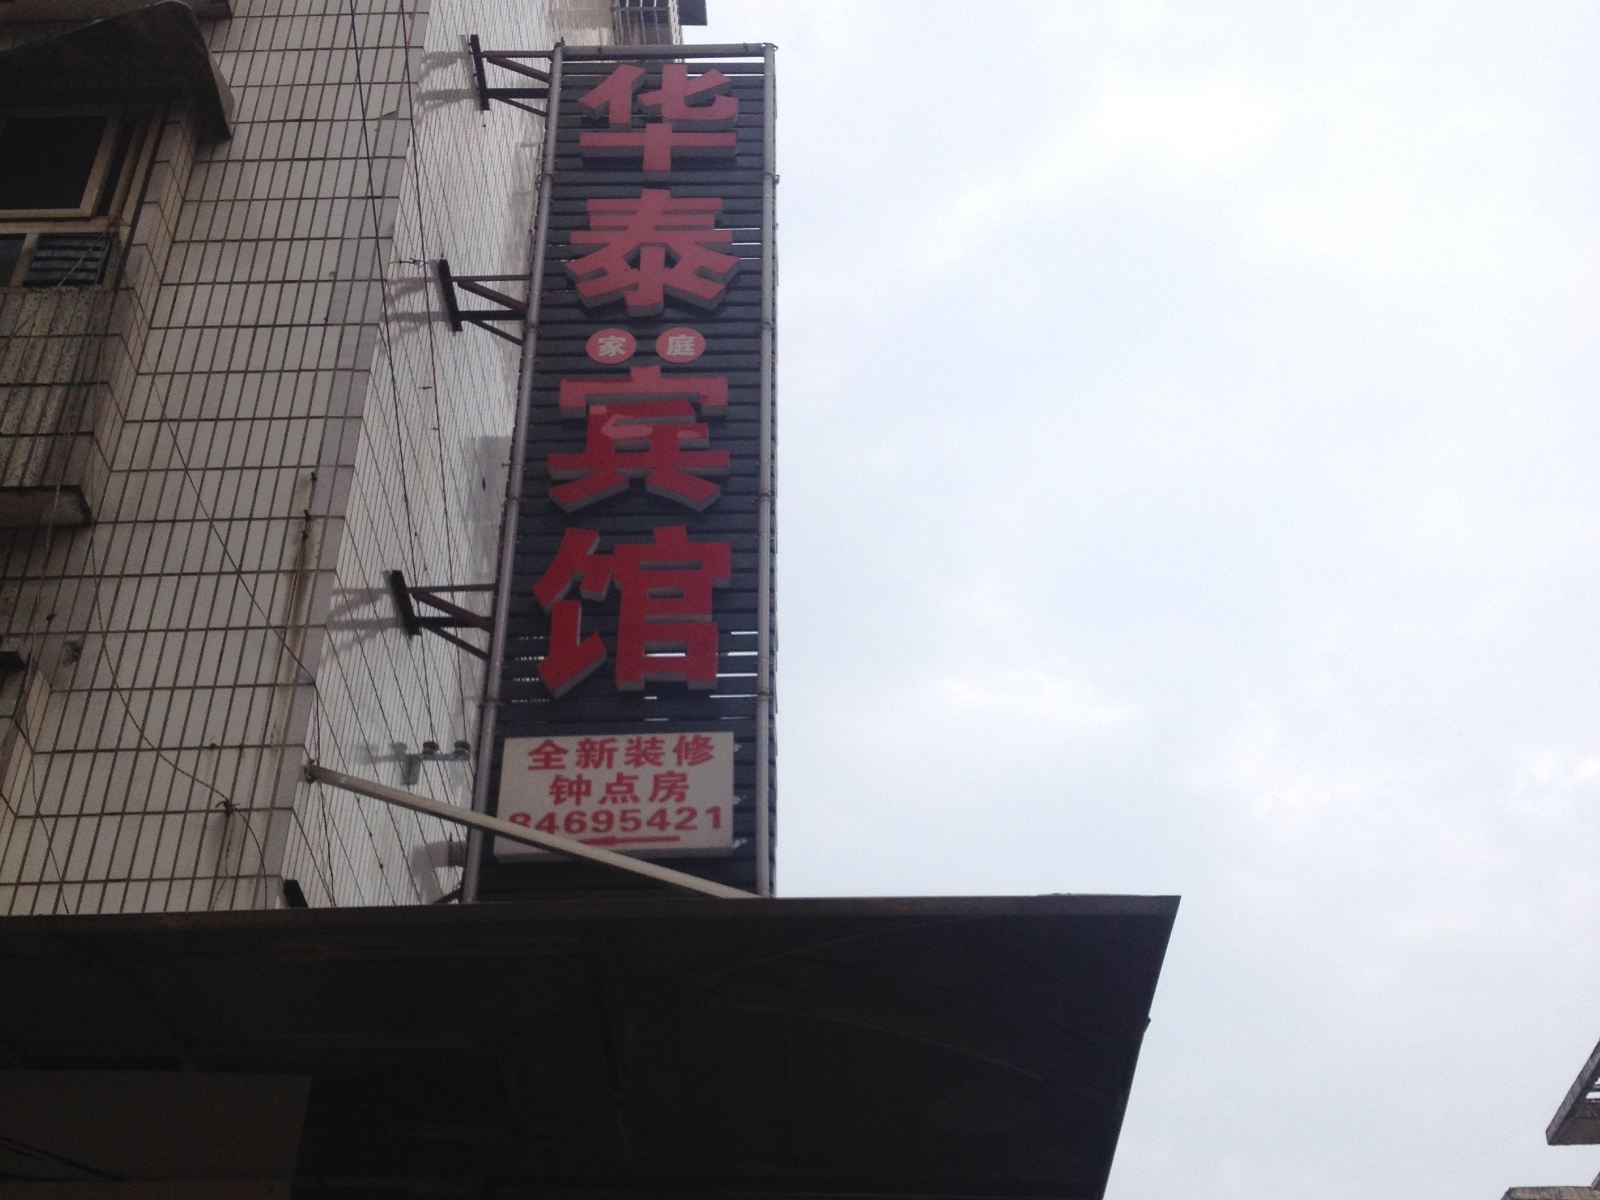 华泰
家庭
宾馆
全新装修
钟点房
84695421